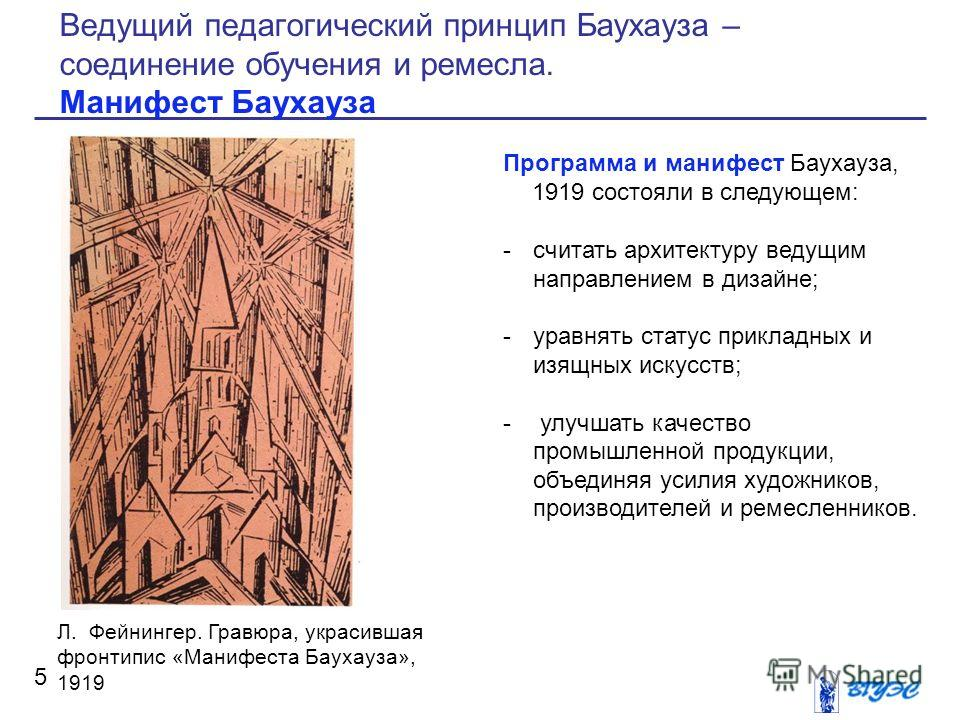 Ведущий педагогический принцип Баухауза –
соединение обучения и ремесла.
Манифест Баухауза
Программа и манифест Баухауза,
1919 состояли в следующем:
- считать архитектуру ведущим
направлением в дизайне;
- уравнять статус прикладных и
изящных искусств;
- улучшать качество
промышленной продукции,
объединяя усилия художников,
производителей и ремесленников.
Л. Фейнингер. Гравюра, украсившая
фронтипис «Манифеста Баухауза»,
1919
5
MyShared
ВГУЭС